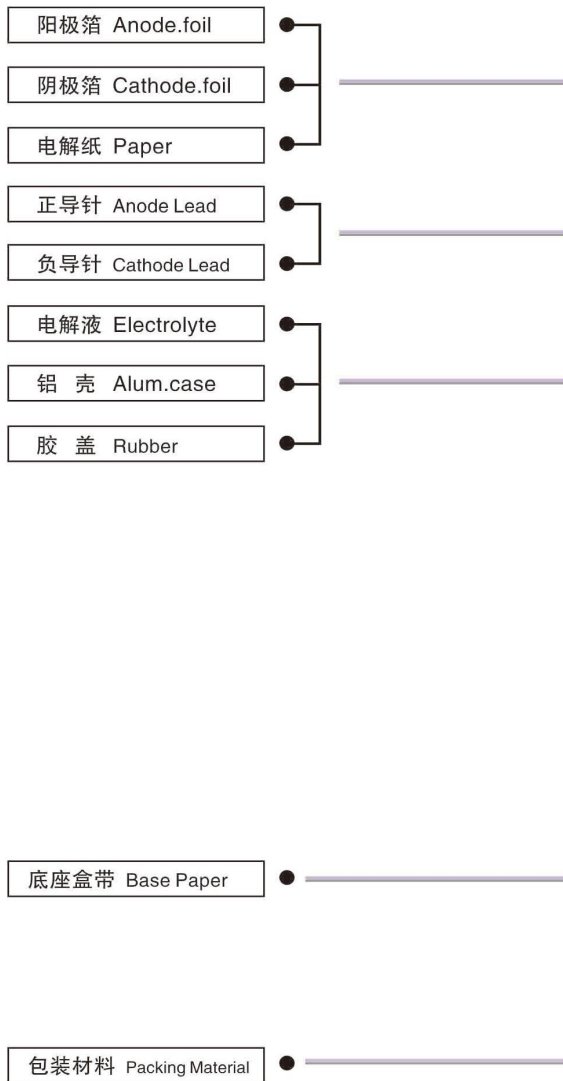 阳极箔 Anode.foil
阴极箔 Cathode.foil
电解纸 Paper
正导针 Anode Lead
负导针 Cathode Lead
电解液 Electrolyte
铝 壳 Alum.case
胶 盖 Rubber
底座盒带 Base Paper
包装材料 Packing Material